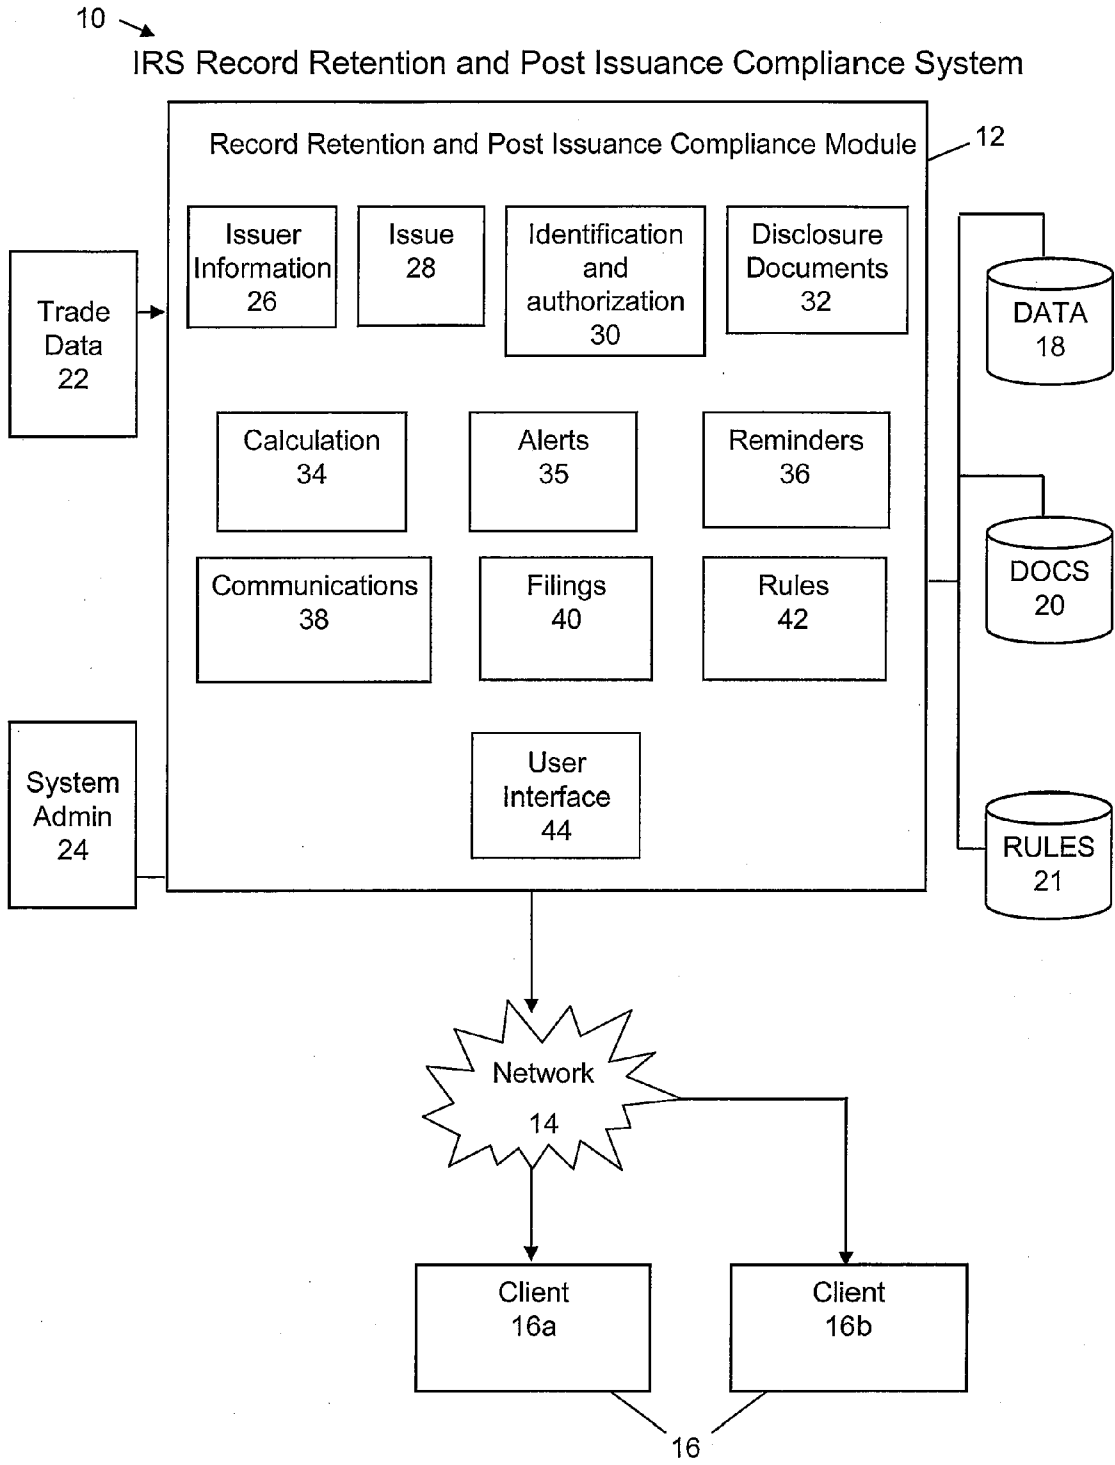 10
IRS Record Retention and Post Issuance Compliance System
Record Retention and Post Issuance Compliance Module
12
Issuer
Information
26
Issue
28
Identification
and
authorization
30
Disclosure
Documents
32
Trade
Data
22
DATA
18
Calculation
34
Alerts
35
Reminders
36
DOCS
20
Communications
38
Filings
40
Rules
42
System
Admin
24
User
Interface
44
RULES
21
Network
14
Client
16a
Client
16b
16